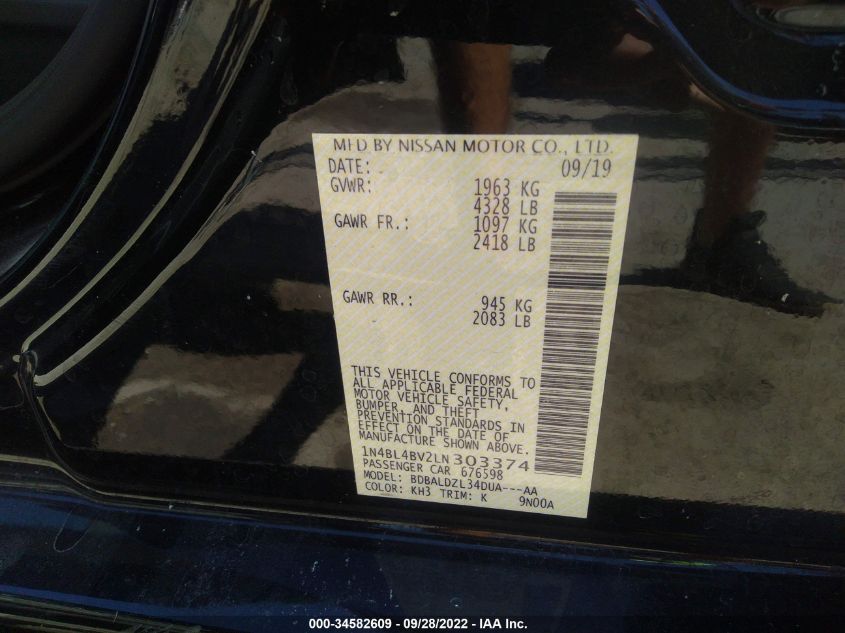 MFD BY NISSAN MOTOR CO., LTD.
DATE: 09/19
GVWR: 1963 KG
4328 LB
GAWR FR.: 1097 KG
2418 LB
GAWR RR.: 945 KG
2083 LB
THIS VEHICLE CONFORMS TO
ALL APPLICABLE FEDERAL
MOTOR VEHICLE SAFETY,
BUMPER, AND THEFT
PREVENTION STANDARDS IN
EFFECT ON THE DATE OF
MANUFACTURE SHOWN ABOVE.
1N4BL4BV2LN303374
PASSENGER CAR 676598
MODEL: BDBALDZL34DUA---AA
COLOR: KH3 TRIM: K 9N00A
000-34582609 - 09/28/2022 - IAA Inc.